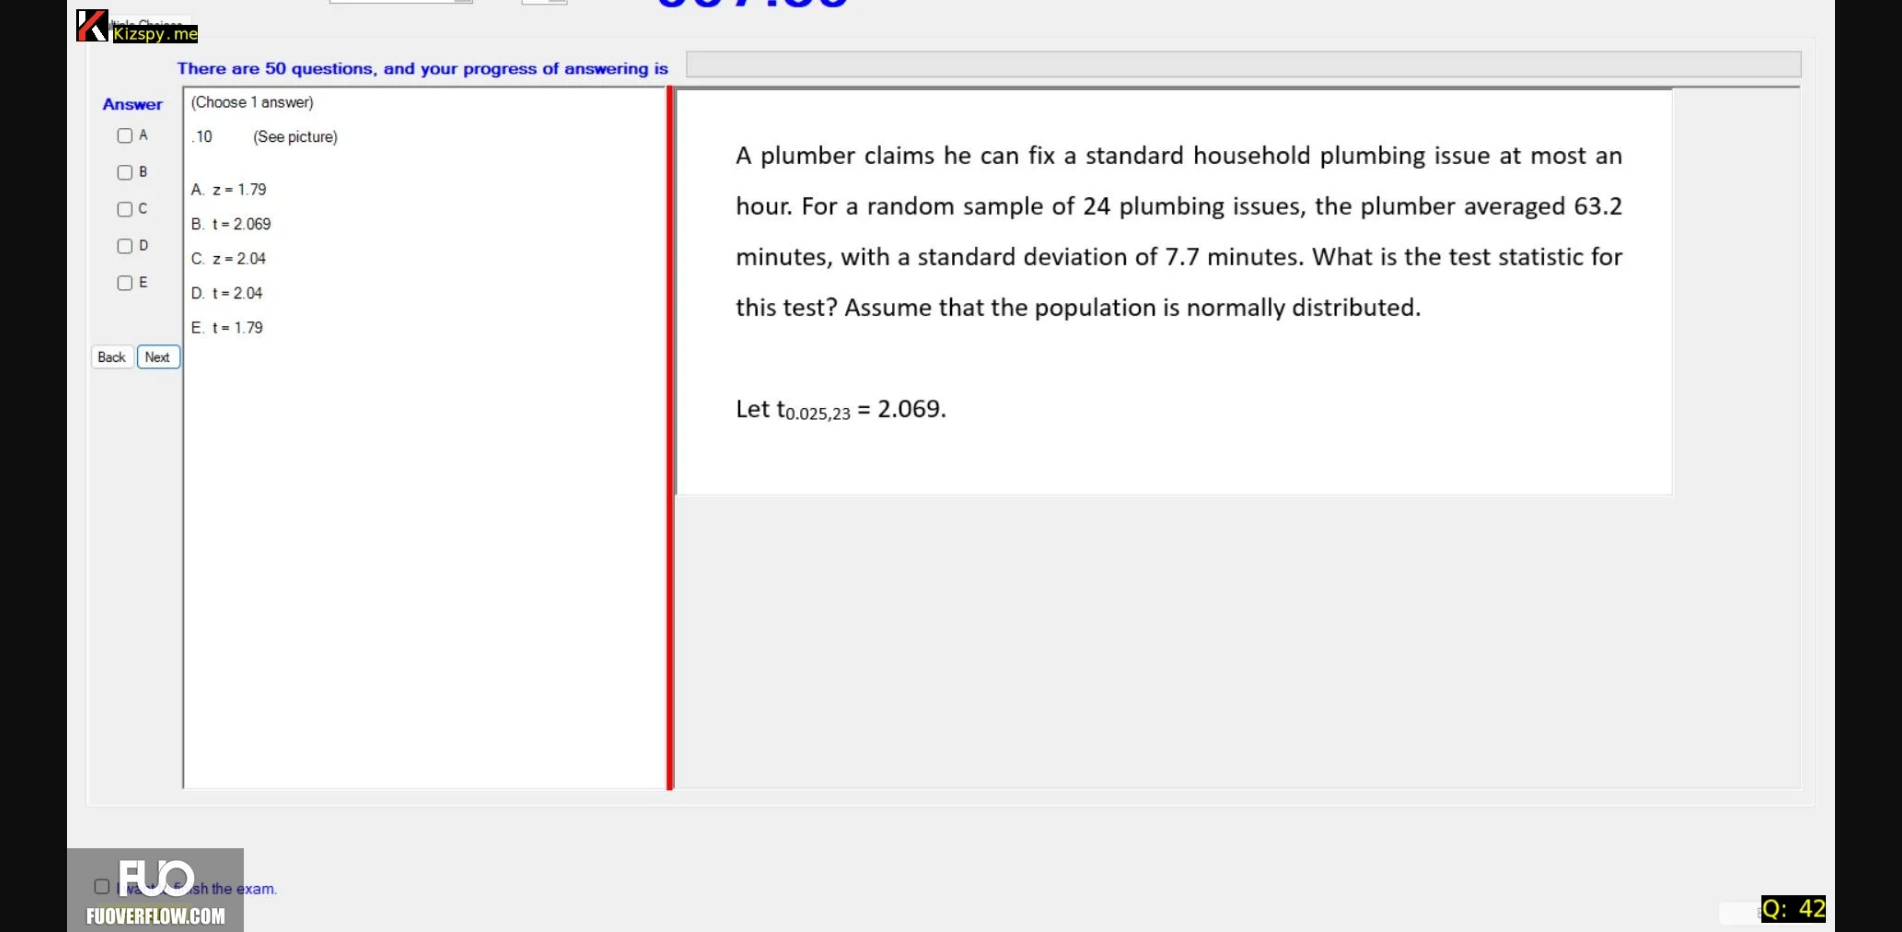 Kizspy.me
There are 50 questions, and your progress of answering is
Answer
(Choose 1 answer)
A
.10 (See picture)
B
A. z = 1.79
C
B. t = 2.069
D
C. z = 2.04
E
D. t = 2.04
E. t = 1.79
Back Next
A plumber claims he can fix a standard household plumbing issue at most an
hour. For a random sample of 24 plumbing issues, the plumber averaged 63.2
minutes, with a standard deviation of 7.7 minutes. What is the test statistic for
this test? Assume that the population is normally distributed.
Let t0.025,23 = 2.069.
FUO
the exam.
FUOVERFLOW.COM
Q: 42